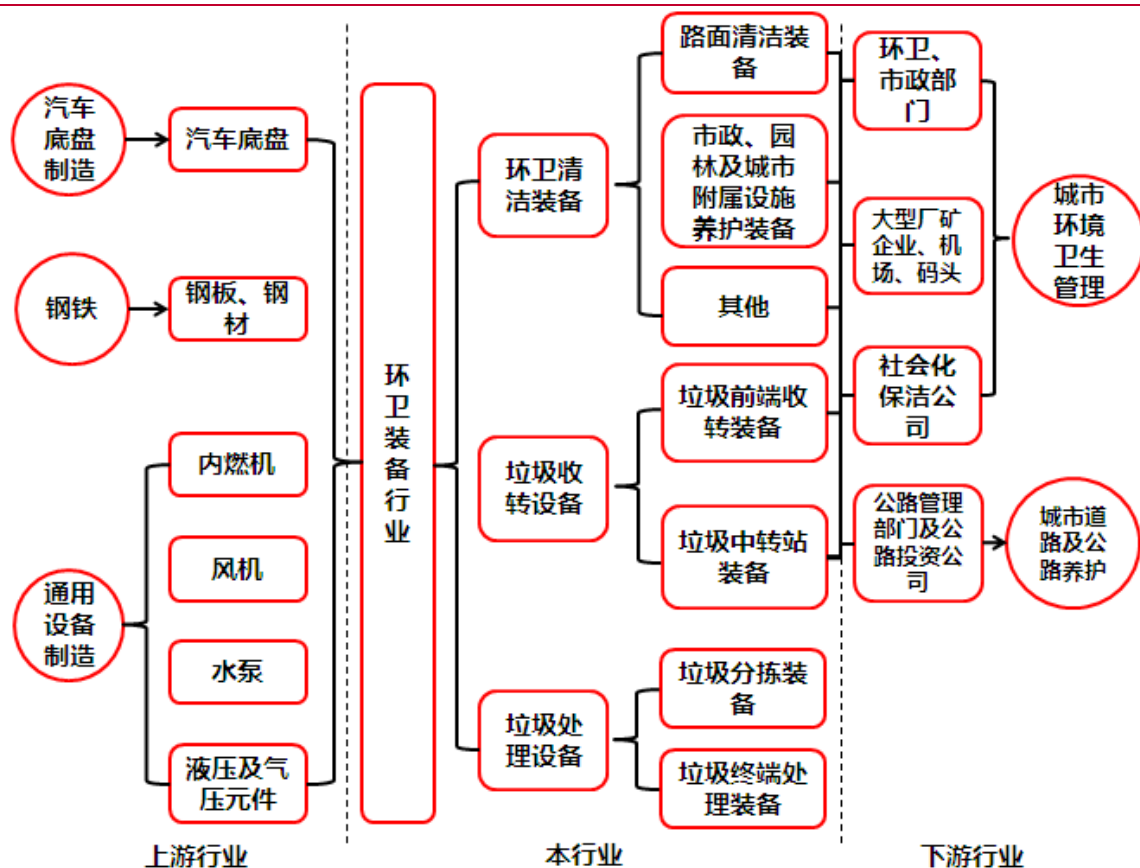 汽车
底盘
制造
汽车底盘
钢铁
钢板、钢
材
通用
设备
制造
内燃机
风机
水泵
液压及气
压元件
环
卫
装
备
行
业
环卫清
洁装备
垃圾收
转设备
垃圾处
理设备
路面清洁装
备
市政、园
林及城市
附属设施
养护装备
其他
垃圾前端收
转装备
垃圾中转站
装备
垃圾分拣装
备
垃圾终端处
理装备
环卫、
市政部
门
大型厂矿
企业、机
场、码头
社会化
保洁公
司
公路管理
部门及公
路投资公
司
城市
环境
卫生
管理
城市道
路及公
路养护
上游行业
本行业
下游行业